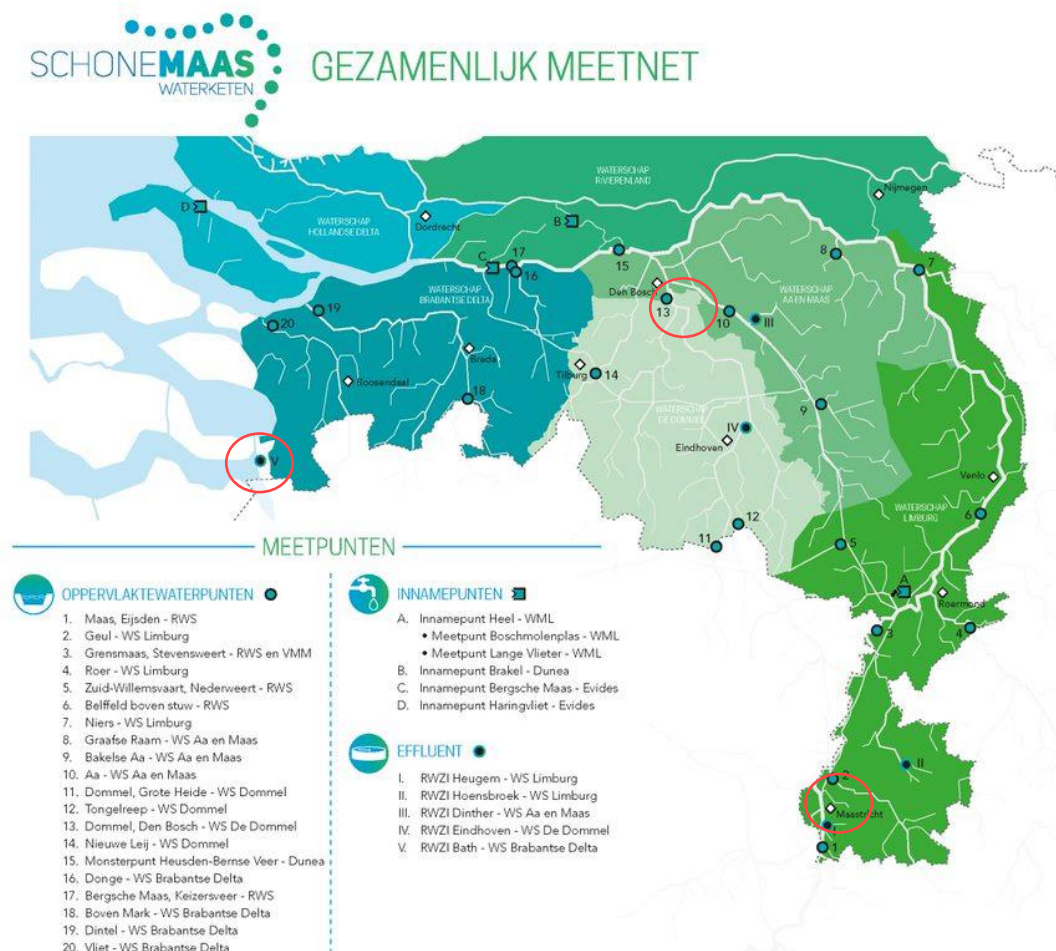 SCHONEMAAS
WATERKETEN
GEZAMENLIJK MEETNET
WATERSCHAP
RIVIERENLAND
Nijmegen
D
WATERSCHAP
HOLLANDSE DELTA
Dordrecht
B
C
17
16
15
8
7
WATERSCHAP
BRABANTSE DELTA
Den Bosch
13
WATERSCHAP
AA EN MAAS
10
III
19
20
Breda
Roosendaal
18
Tilburg
14
WATERSCHAP
DE DOMMEL
9
IV
Eindhoven
V
Venlo
WATERSCHAP
LIMBURG
6
12
11
5
A
Roermond
3
4
II
2
Maastricht
I
1
MEETPUNTEN
OPPERVLAKTEWATERPUNTEN
1. Maas, Eijsden - RWS
2. Geul - WS Limburg
3. Grensmaas, Stevensweert - RWS en VMM
4. Roer - WS Limburg
5. Zuid-Willemsvaart, Nederweert - RWS
6. Belffeld boven stuw - RWS
7. Niers - WS Limburg
8. Graafse Raam - WS Aa en Maas
9. Bakelse Aa - WS Aa en Maas
10. Aa - WS Aa en Maas
11. Dommel, Grote Heide - WS Dommel
12. Tongelreep - WS Dommel
13. Dommel, Den Bosch - WS De Dommel
14. Nieuwe Leij - WS Dommel
15. Monsterpunt Heusden-Bernse Veer - Dunea
16. Donge - WS Brabantse Delta
17. Bergsche Maas, Keizersveer - RWS
18. Boven Mark - WS Brabantse Delta
19. Dintel - WS Brabantse Delta
20. Vliet - WS Brabantse Delta
INNAMEPUNTEN
A. Innamepunt Heel - WML
• Meetpunt Boschmolenplas - WML
• Meetpunt Lange Vlieter - WML
B. Innamepunt Brakel - Dunea
C. Innamepunt Bergsche Maas - Evides
D. Innamepunt Haringvliet - Evides
EFFLUENT
I. RWZI Heugem - WS Limburg
II. RWZI Hoensbroek - WS Limburg
III. RWZI Dinther - WS Aa en Maas
IV. RWZI Eindhoven - WS De Dommel
V. RWZI Bath - WS Brabantse Delta